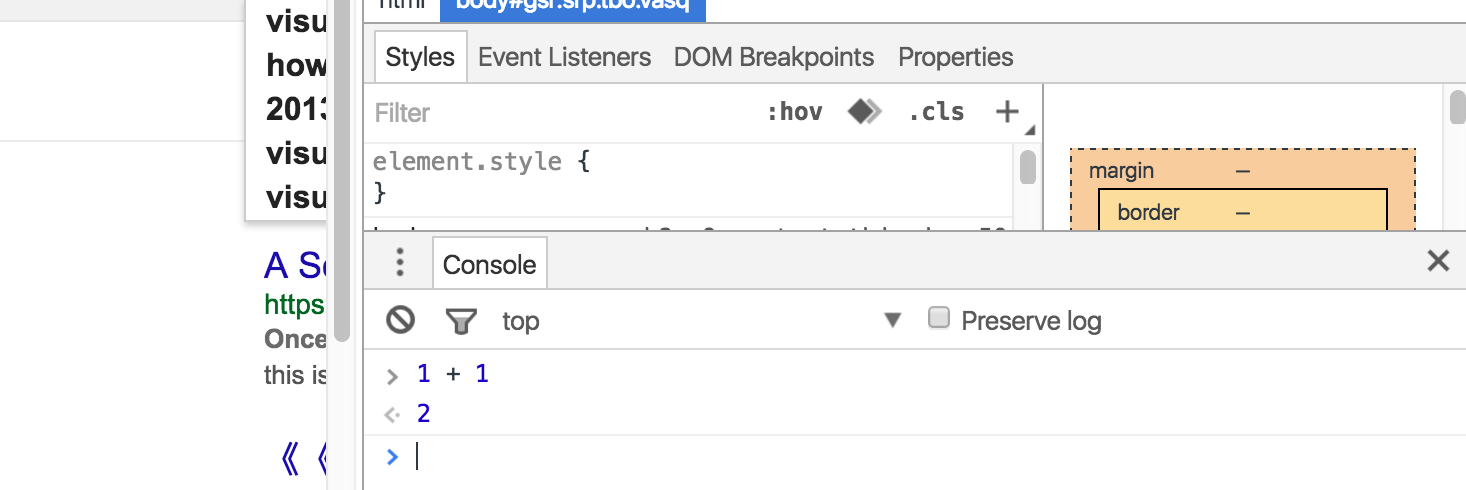 visu
how
2013
visu
visu
A Se
https
Once
this is
《 《
html body#gsr.srp.tbo.vasq
Styles Event Listeners DOM Breakpoints Properties
Filter :hov .cls +
element.style {
}
margin –
border –
Console
top ▼ Preserve log
> 1 + 1
<· 2
>